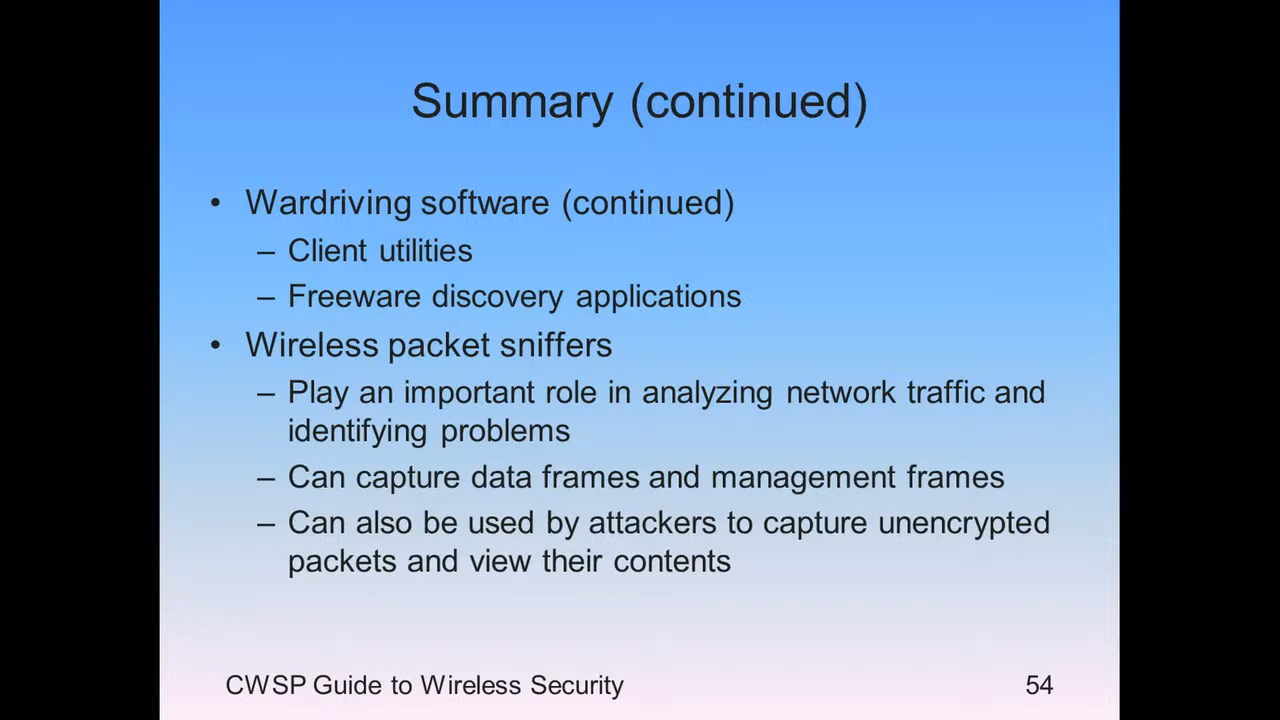 Summary (continued)
• Wardriving software (continued)
– Client utilities
– Freeware discovery applications
• Wireless packet sniffers
– Play an important role in analyzing network traffic and
identifying problems
– Can capture data frames and management frames
– Can also be used by attackers to capture unencrypted
packets and view their contents
CWSP Guide to Wireless Security
54